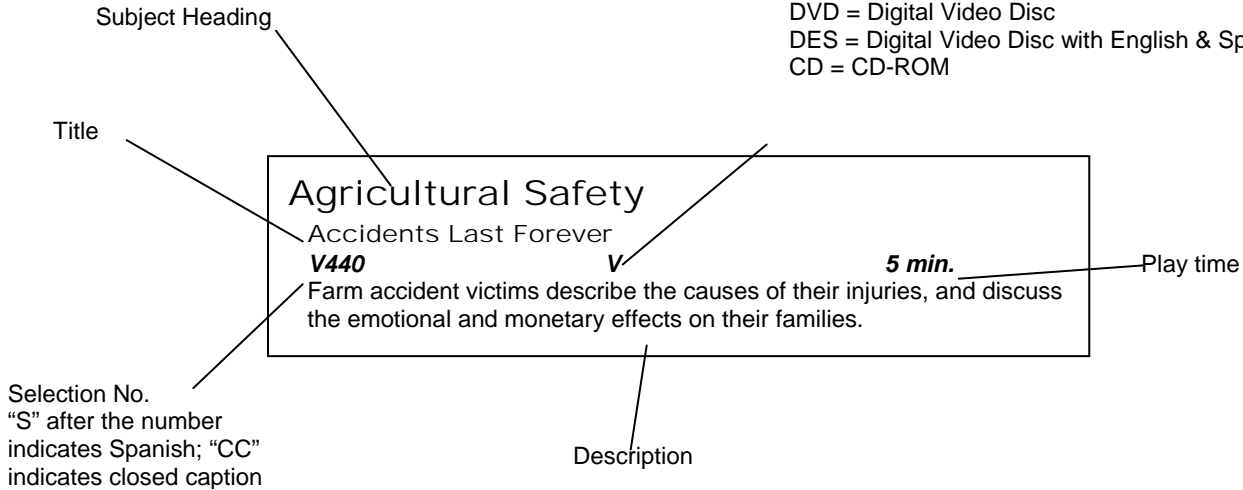 Subject Heading
DVD = Digital Video Disc
DES = Digital Video Disc with English &
CD = CD-ROM
Title
Agricultural Safety
Accidents Last Forever
V440 V 5 min.
Play time
Farm accident victims describe the causes of their injuries, and discuss
the emotional and monetary effects on their families.
Selection No.
“S” after the number
indicates Spanish; “CC”
indicates closed caption
Description